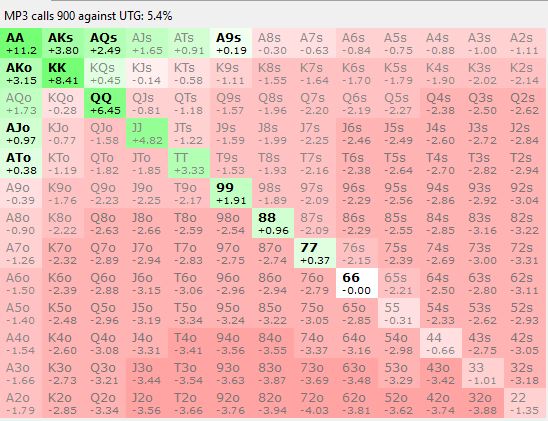 MP3 calls 900 against UTG: 5.4%
AA AKs AQs AJs ATs A9s A8s A7s A6s A5s A4s A3s A2s
+11.2 +3.80 +2.49 +1.65 +0.91 +0.19 -0.30 -0.63 -0.84 -0.75 -0.88 -1.00 -1.11
AKo KK KQs KJs KTs K9s K8s K7s K6s K5s K4s K3s K2s
+3.15 +8.41 +0.45 -0.14 -0.58 -1.11 -1.55 -1.64 -1.70 -1.79 -1.90 -2.02 -2.14
AQo KQo QQ QJs QTs Q9s Q8s Q7s Q6s Q5s Q4s Q3s Q2s
+1.73 -0.28 +6.45 -0.81 -1.18 -1.57 -1.96 -2.20 -2.19 -2.27 -2.38 -2.50 -2.62
AJo KJo QJo JJ JTs J9s J8s J7s J6s J5s J4s J3s J2s
+0.97 -0.77 -1.58 +4.82 -1.22 -1.59 -1.99 -2.25 -2.46 -2.49 -2.60 -2.72 -2.84
ATo KTo QTo JTo TT T9s T8s T7s T6s T5s T4s T3s T2s
+0.38 -1.19 -1.82 -1.85 +3.33 -1.53 -1.93 -2.16 -2.38 -2.64 -2.70 -2.82 -2.94
A9o K9o Q9o J9o T9o 99 98s 97s 96s 95s 94s 93s 92s
-0.39 -1.76 -2.23 -2.25 -2.17 +1.91 -1.89 -2.09 -2.29 -2.56 -2.86 -2.92 -3.04
A8o K8o Q8o J8o T8o 98o 88 87s 86s 85s 84s 83s 82s
-0.90 -2.22 -2.63 -2.66 -2.59 -2.54 +0.96 -2.09 -2.29 -2.55 -2.85 -3.16 -3.22
A7o K7o Q7o J7o T7o 97o 87o 77 76s 75s 74s 73s 72s
-1.26 -2.32 -2.89 -2.94 -2.83 -2.75 -2.74 +0.37 -2.15 -2.39 -2.69 -3.00 -3.31
A6o K6o Q6o J6o T6o 96o 86o 76o 66 65s 64s 63s 62s
-1.50 -2.39 -2.88 -3.15 -3.06 -2.96 -2.94 -2.79 -0.00 -2.21 -2.50 -2.80 -3.11
A5o K5o Q5o J5o T5o 95o 85o 75o 65o 55 54s 53s 52s
-1.40 -2.48 -2.96 -3.19 -3.34 -3.24 -3.22 -3.05 -2.85 -0.31 -2.33 -2.62 -2.93
A4o K4o Q4o J4o T4o 94o 84o 74o 64o 54o 44 43s 42s
-1.54 -2.60 -3.08 -3.31 -3.41 -3.56 -3.55 -3.37 -3.16 -2.98 -0.66 -2.75 -3.05
A3o K3o Q3o J3o T3o 93o 83o 73o 63o 53o 43o 33 32s
-1.66 -2.73 -3.21 -3.44 -3.54 -3.63 -3.87 -3.69 -3.48 -3.29 -3.42 -1.01 -3.18
A2o K2o Q2o J2o T2o 92o 82o 72o 62o 52o 42o 32o 22
-1.79 -2.85 -3.34 -3.56 -3.66 -3.76 -3.94 -4.03 -3.81 -3.62 -3.74 -3.88 -1.35